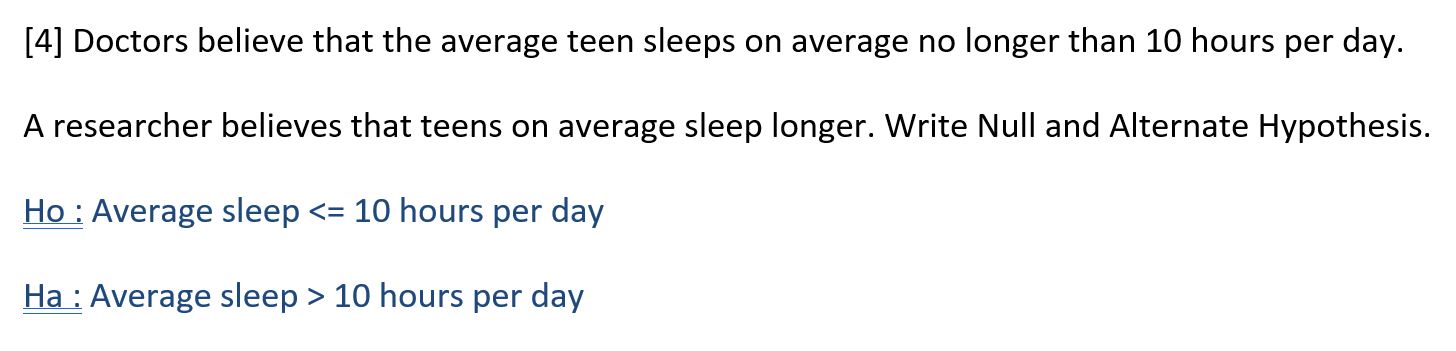 [4] Doctors believe that the average teen sleeps on average no longer than 10 hours per day.
A researcher believes that teens on average sleep longer. Write Null and Alternate Hypothesis.
Ho : Average sleep <= 10 hours per day
Ha : Average sleep > 10 hours per day